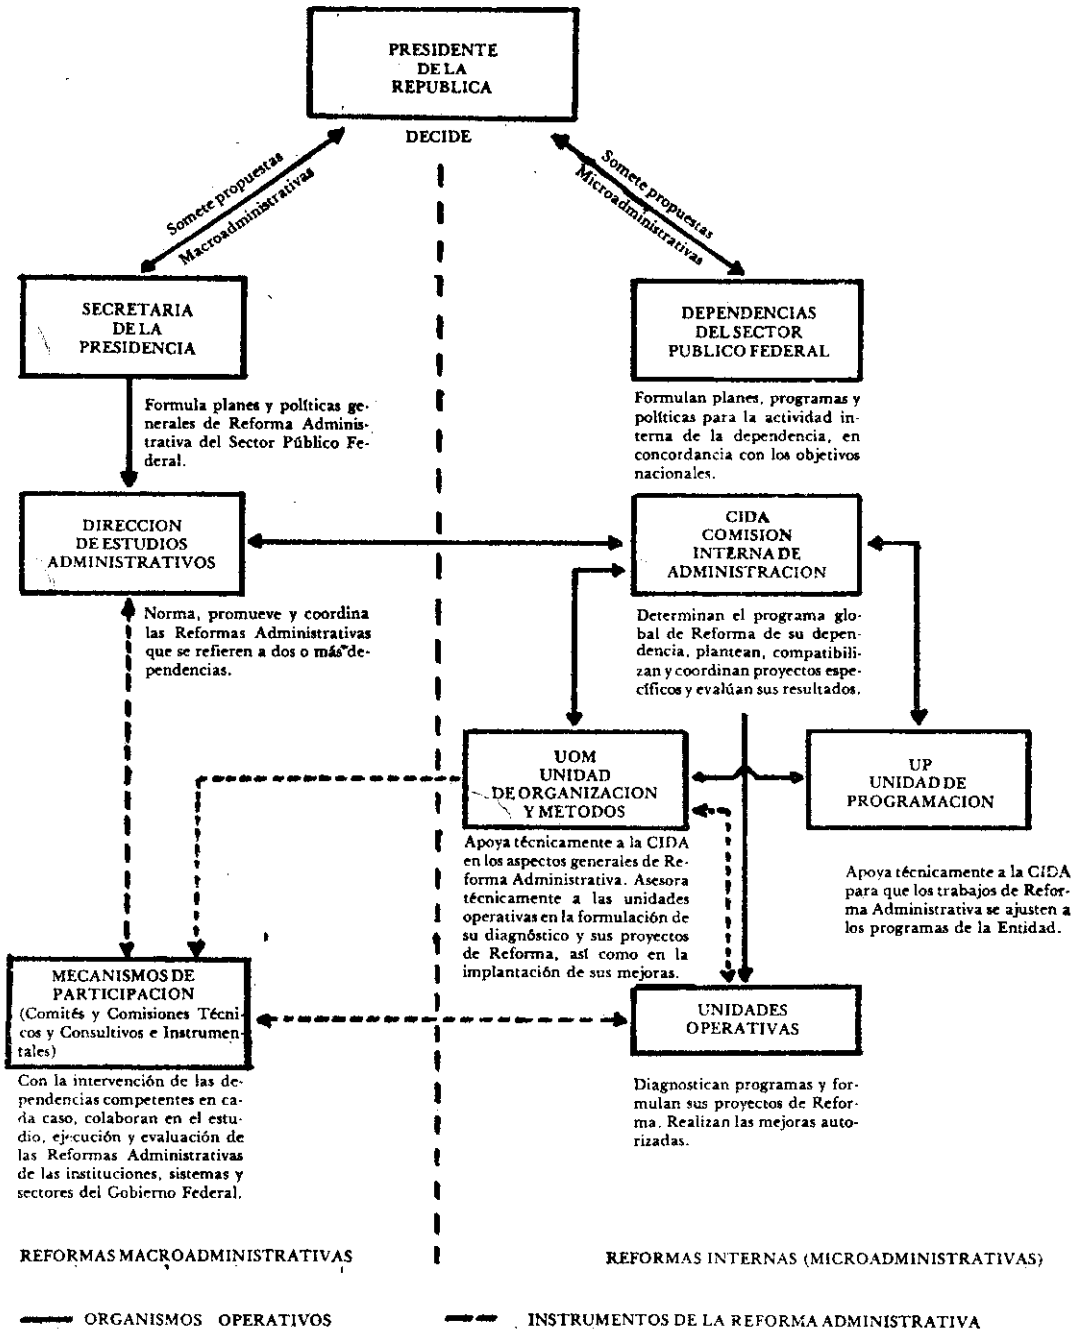 PRESIDENTE
DE LA
REPUBLICA
DECIDE
Somete propuestas
Macroadministrativas
Somete propuestas
Microadministrativas
SECRETARIA
DE LA
PRESIDENCIA
DEPENDENCIAS
DEL SECTOR
PUBLICO FEDERAL
Formula planes y políticas ge-
nerales de Reforma Adminis-
trativa del Sector Público Fe-
deral.
Formulan planes, programas y
políticas para la actividad in-
terna de la dependencia, en
concordancia con los objetivos
nacionales.
DIRECCION
DE ESTUDIOS
ADMINISTRATIVOS
CIDA
COMISION
INTERNA DE
ADMINISTRACION
Norma, promueve y coordina
las Reformas Administrativas
que se refieren a dos o más de-
pendencias.
Determinan el programa glo-
bal de Reforma de su depen-
dencia, plantean, compatibili-
zan y coordinan proyectos espe-
cíficos y evalúan sus resultados.
UOM
UNIDAD
DE ORGANIZACION
Y METODOS
UP
UNIDAD DE
PROGRAMACION
Apoya técnicamente a la CIDA
en los aspectos generales de Re-
forma Administrativa. Asesora
técnicamente a las unidades
operativas en la formulación de
su diagnóstico y sus proyectos
de Reforma, así como en la
implantación de sus mejoras.
Apoya técnicamente a la CIDA
para que los trabajos de Refor-
ma Administrativa se ajusten a
los programas de la Entidad.
MECANISMOS DE
PARTICIPACION
(Comités y Comisiones Técni-
cos y Consultivos e Instrumen-
tales)
UNIDADES
OPERATIVAS
Con la intervención de las de-
pendencias competentes en ca-
da caso, colaboran en el estu-
dio, ejecución y evaluación de
las Reformas Administrativas
de las instituciones, sistemas y
sectores del Gobierno Federal.
Diagnostican programas y for-
mulan sus proyectos de Refor-
ma. Realizan las mejoras auto-
rizadas.
REFORMAS MACROADMINISTRATIVAS
REFORMAS INTERNAS (MICROADMINISTRATIVAS)
ORGANISMOS OPERATIVOS
INSTRUMENTOS DE LA REFORMA ADMINISTRATIVA